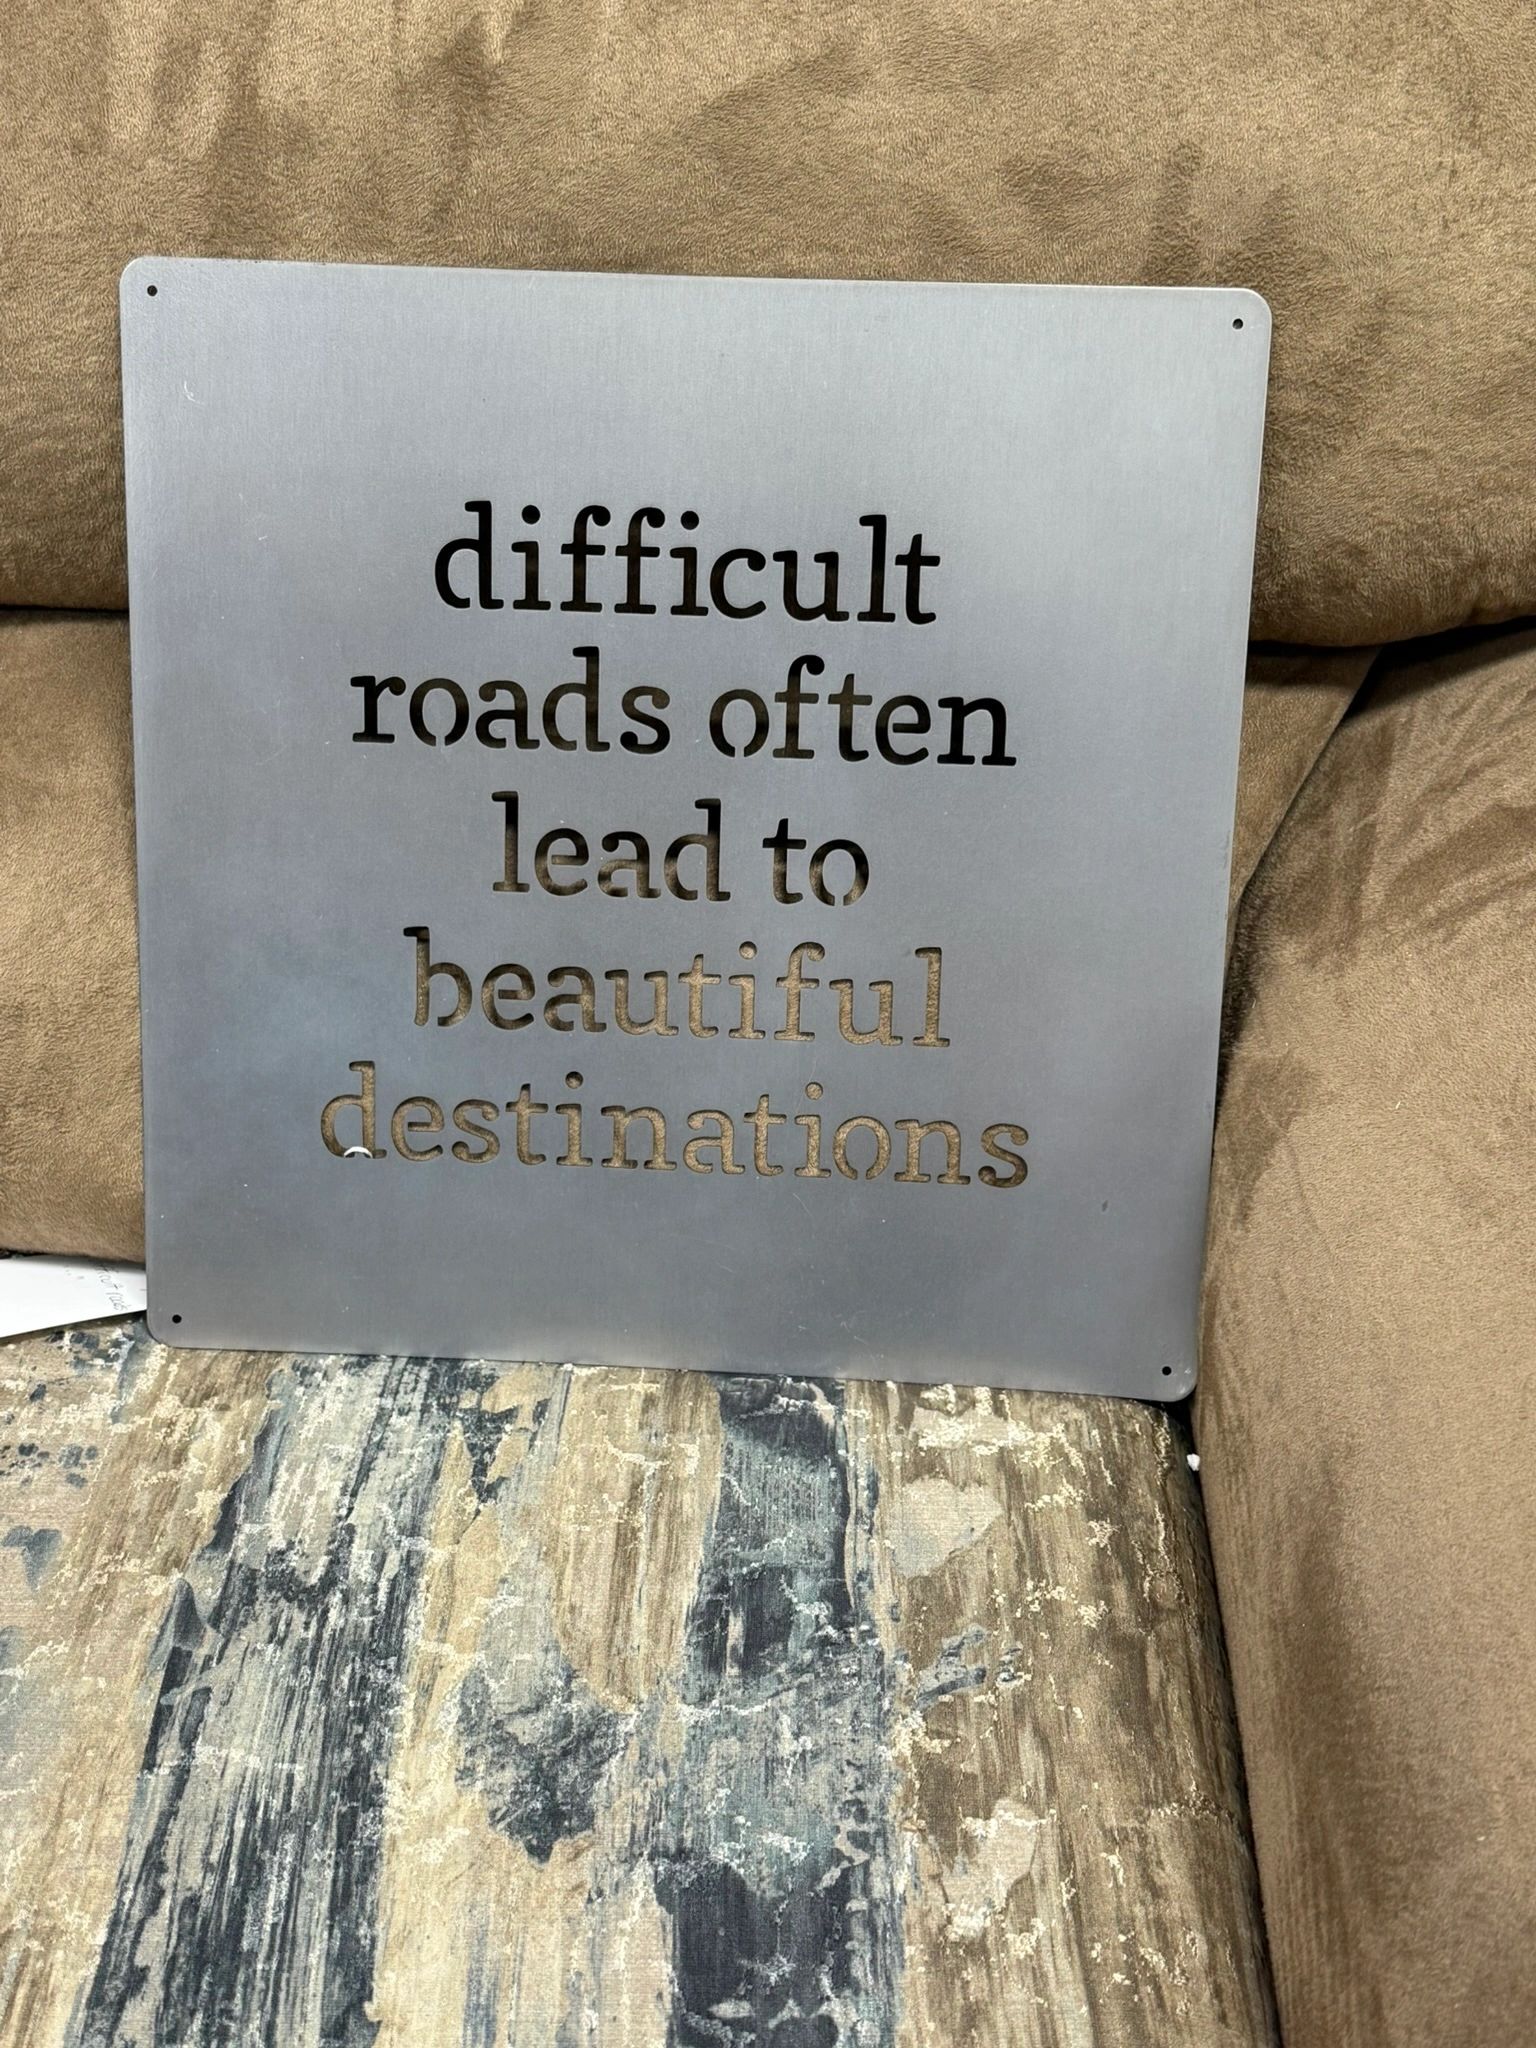 difficult
roads often
lead to
beautiful
destinations